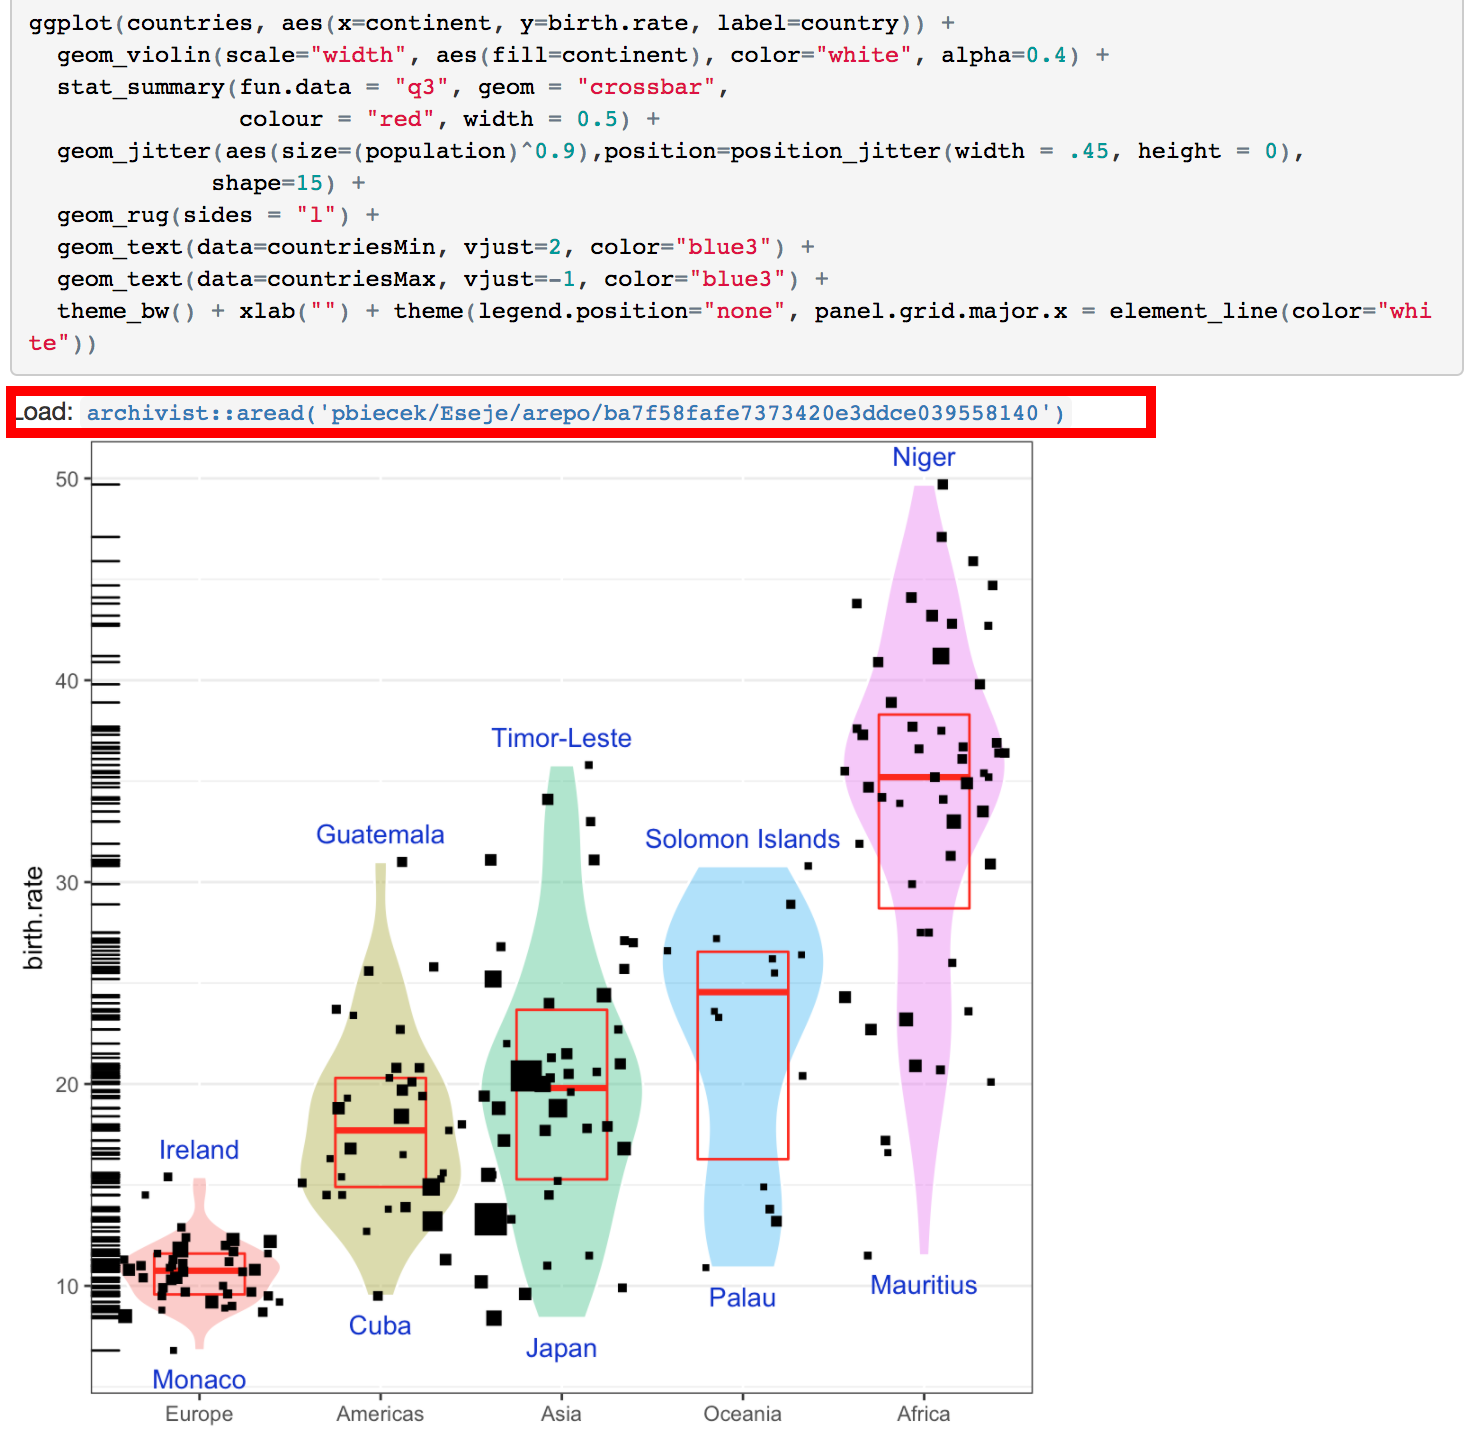 ggplot(countries, aes(x=continent, y=birth.rate, label=country)) +
  geom_violin(scale="width", aes(fill=continent), color="white", alpha=0.4) +
  stat_summary(fun.data = "q3", geom = "crossbar",
               colour = "red", width = 0.5) +
  geom_jitter(aes(size=(population)^0.9),position=position_jitter(width = .45, height = 0),
             shape=15) +
  geom_rug(sides = "l") +
  geom_text(data=countriesMin, vjust=2, color="blue3") +
  geom_text(data=countriesMax, vjust=-1, color="blue3") +
  theme_bw() + xlab("") + theme(legend.position="none", panel.grid.major.x = element_line(color="whi
te"))
Load: archivist::aread('pbiecek/Eseje/arepo/ba7f58fafe7373420e3ddce039558140')
Niger
50
40
Timor-Leste
Guatemala
Solomon Islands
30
birth.rate
20
Ireland
10
Mauritius
Palau
Cuba
Japan
Monaco
Europe Americas Asia Oceania Africa